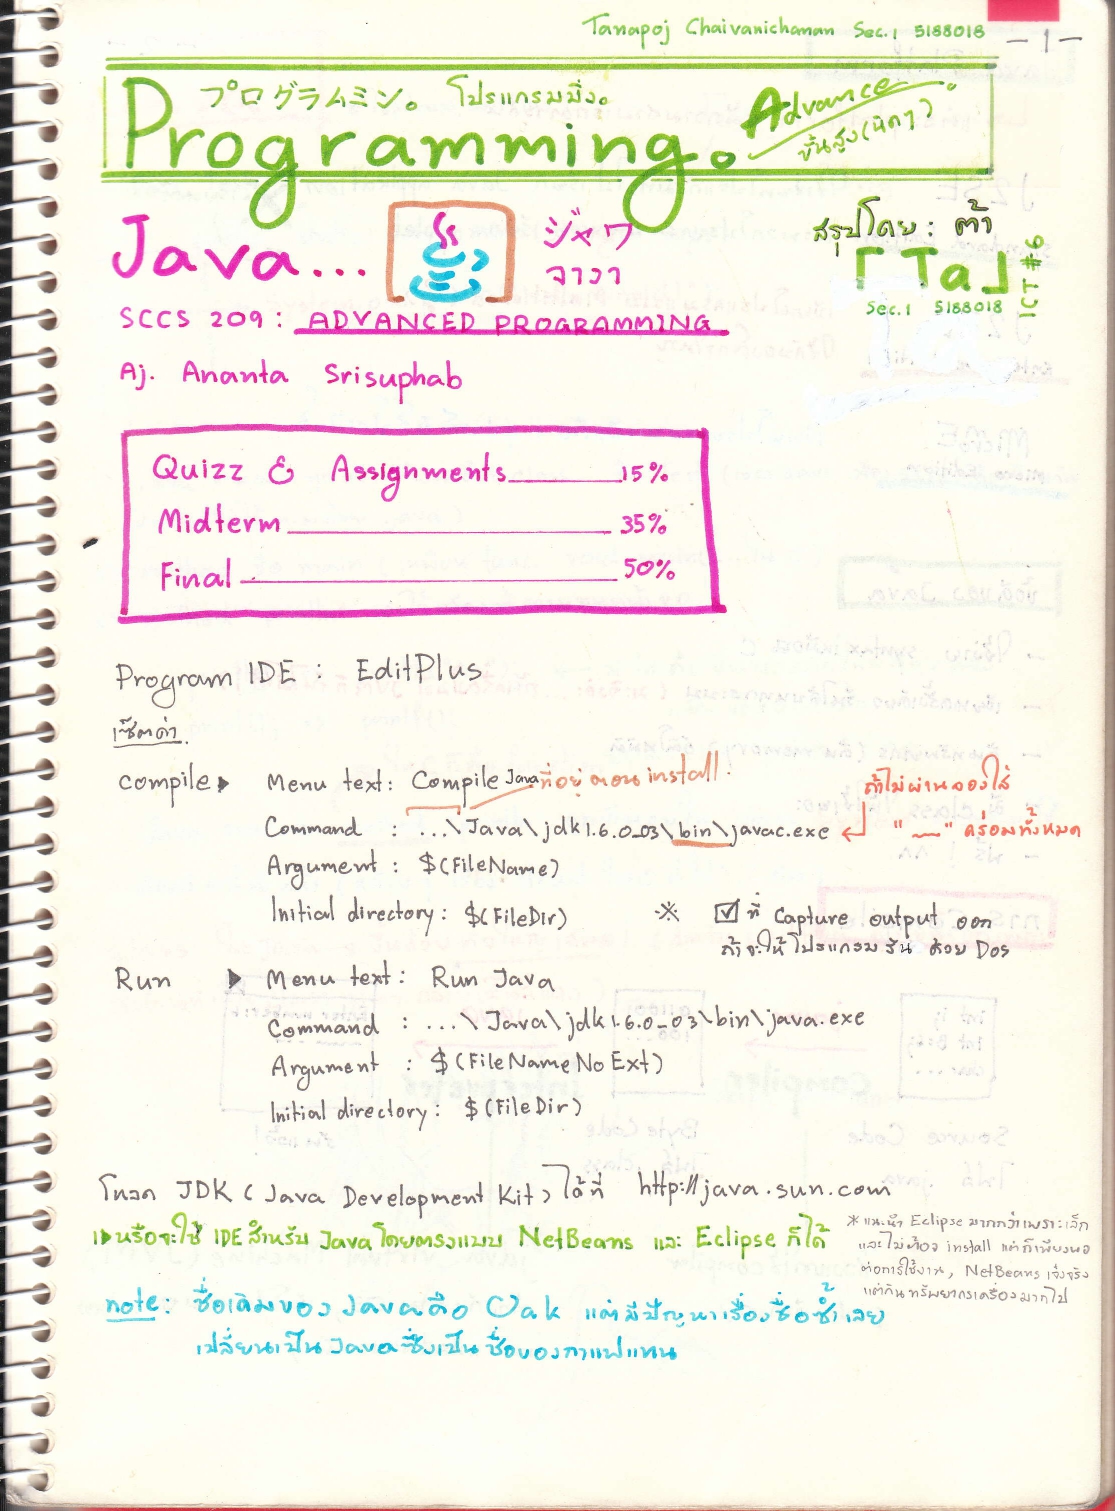 Tanapoj Chaivanichanan Sec.1 5188018 -1-
プログラミン。 โปรแกรมมิ่ง。
Programming。 Advance ขั้นสูง(นิดๆ)
Java... ジャワ
จาวา
สรุปโดย : ต้า
「Ta」
Sec.1 5188018
ICT #6
SCCS 209 : ADVANCED PROGRAMMING
Aj. Ananta Srisuphab
Quizz & Assignments 15%
Midterm 35%
Final 50%
Program IDE : EditPlus
เซ็ตค่า
compile ▶ Menu text : Compile Java ที่อยู่ตอน install.
Command : ...\Java\jdk1.6.0_03\bin\javac.exe
ถ้าไม่ผ่านลองใส่
"__" คร่อมทั้งหมด
Argument : $(FileName)
Initial directory : $(FileDir)
※ ☑ ที่ Capture output ออก
ถ้าจะให้โปรแกรมรันด้วย Dos
Run ▶ Menu text : Run Java
Command : ...\Java\jdk1.6.0_03\bin\java.exe
Argument : $(FileNameNoExt)
Initial directory : $(FileDir)
โหลด JDK (Java Development Kit) ได้ที่ http://java.sun.com
▶หรือจะใช้ IDE สำหรับ Java โดยตรงแบบ NetBeans และ Eclipse ก็ได้
*แนะนำ Eclipse มากกว่าเพราะเล็ก
และไม่ต้อง install แต่ก็เพียงพอ
ต่อการใช้งาน, NetBeans เจ๋งจริง
แต่กินทรัพยากรเครื่องมากไป
note: ชื่อเดิมของ Java คือ Oak แต่มีปัญหาเรื่องชื่อซ้ำเลย
เปลี่ยนเป็น Java ซึ่งเป็นชื่อของกาแฟแทน